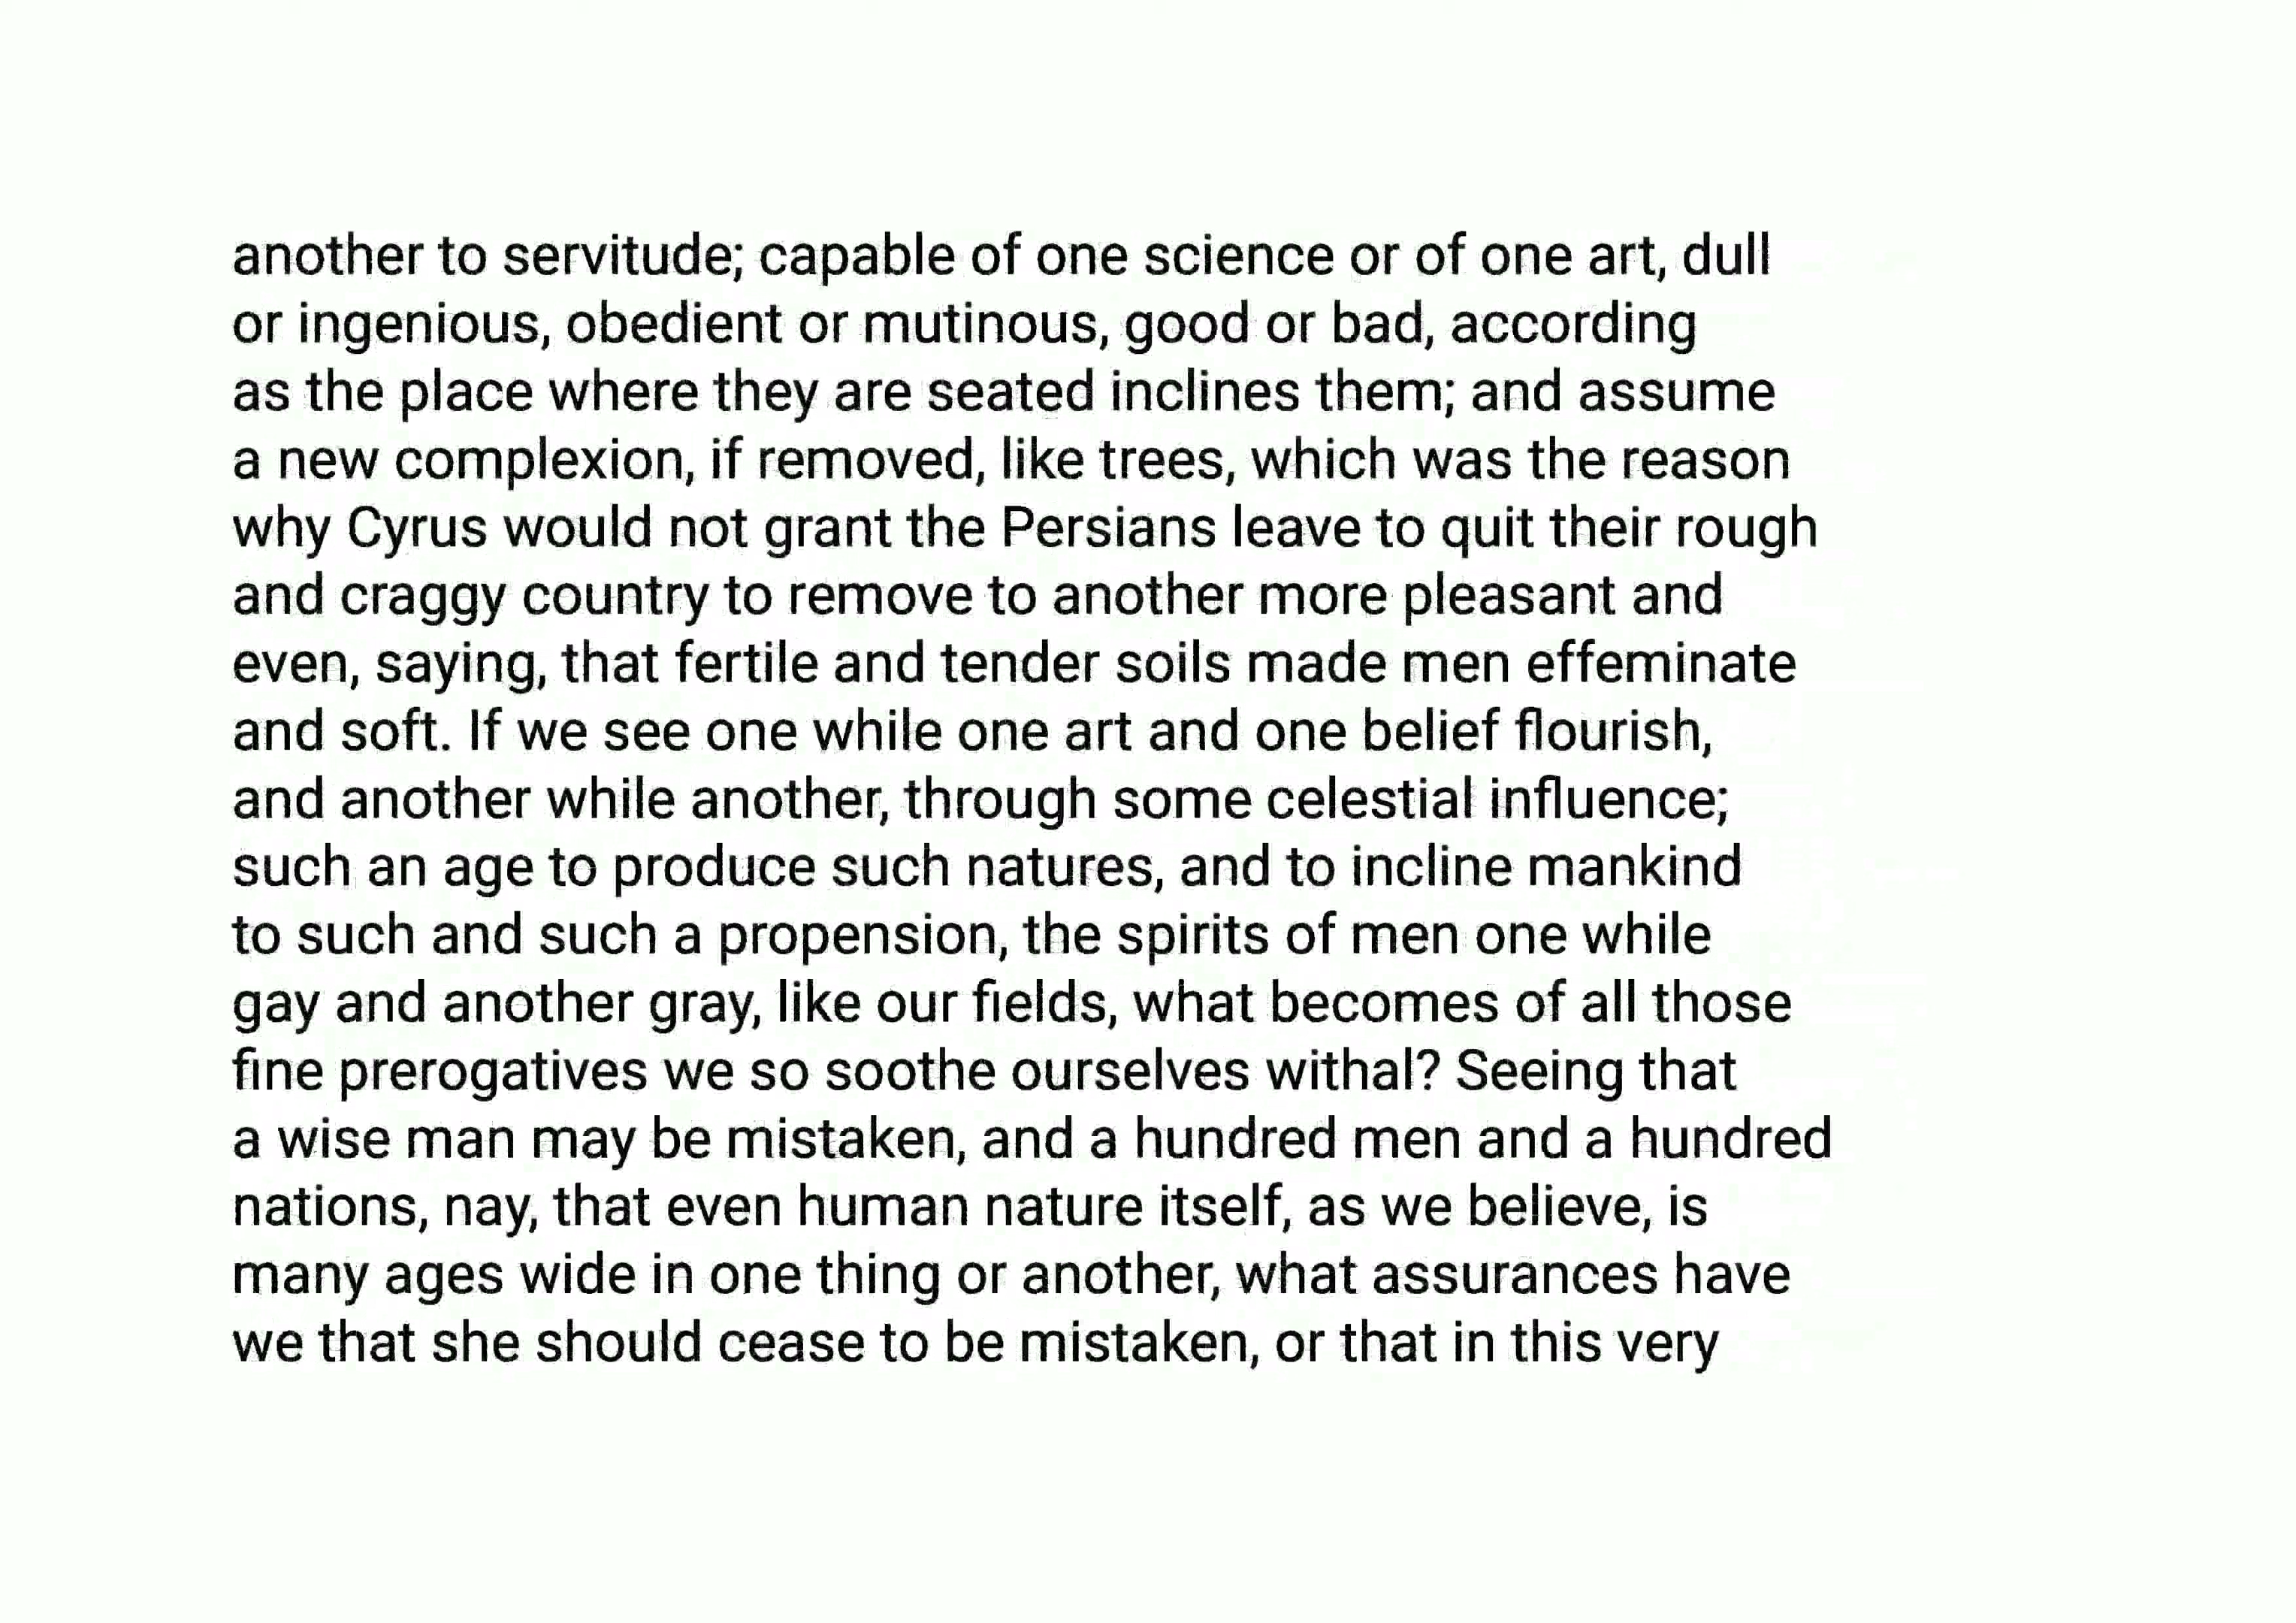 another to servitude; capable of one science or of one art, dull
or ingenious, obedient or mutinous, good or bad, according
as the place where they are seated inclines them; and assume
a new complexion, if removed, like trees, which was the reason
why Cyrus would not grant the Persians leave to quit their rough
and craggy country to remove to another more pleasant and
even, saying, that fertile and tender soils made men effeminate
and soft. If we see one while one art and one belief flourish,
and another while another, through some celestial influence;
such an age to produce such natures, and to incline mankind
to such and such a propension, the spirits of men one while
gay and another gray, like our fields, what becomes of all those
fine prerogatives we so soothe ourselves withal? Seeing that
a wise man may be mistaken, and a hundred men and a hundred
nations, nay, that even human nature itself, as we believe, is
many ages wide in one thing or another, what assurances have
we that she should cease to be mistaken, or that in this very